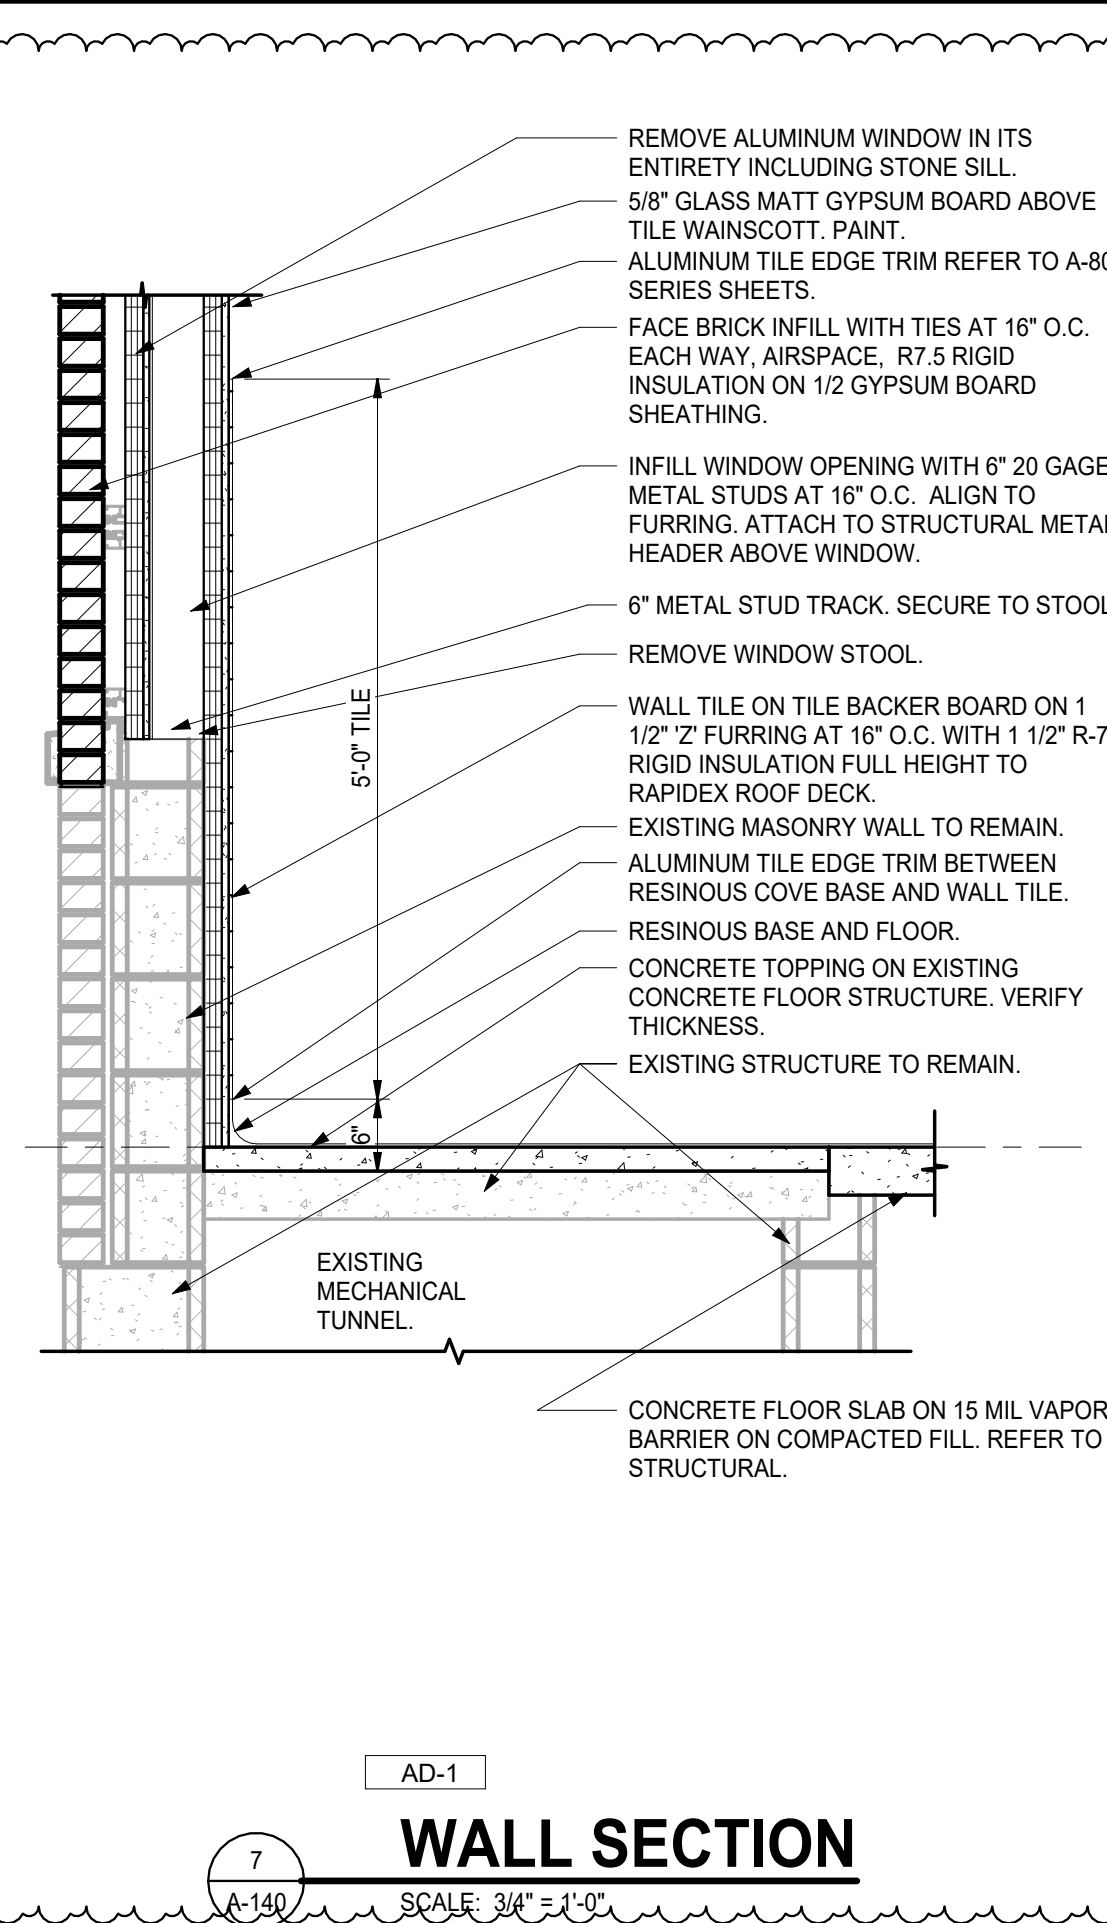 REMOVE ALUMINUM WINDOW IN ITS
ENTIRETY INCLUDING STONE SILL.
5/8" GLASS MATT GYPSUM BOARD ABOVE
TILE WAINSCOTT. PAINT.
ALUMINUM TILE EDGE TRIM REFER TO A-80
SERIES SHEETS.
FACE BRICK INFILL WITH TIES AT 16" O.C.
EACH WAY, AIRSPACE, R7.5 RIGID
INSULATION ON 1/2 GYPSUM BOARD
SHEATHING.
INFILL WINDOW OPENING WITH 6" 20 GAGE
METAL STUDS AT 16" O.C. ALIGN TO
FURRING. ATTACH TO STRUCTURAL METAL
HEADER ABOVE WINDOW.
6" METAL STUD TRACK. SECURE TO STOOL
REMOVE WINDOW STOOL.
WALL TILE ON TILE BACKER BOARD ON 1
1/2" 'Z' FURRING AT 16" O.C. WITH 1 1/2" R-7
RIGID INSULATION FULL HEIGHT TO
RAPIDEX ROOF DECK.
EXISTING MASONRY WALL TO REMAIN.
ALUMINUM TILE EDGE TRIM BETWEEN
RESINOUS COVE BASE AND WALL TILE.
RESINOUS BASE AND FLOOR.
CONCRETE TOPPING ON EXISTING
CONCRETE FLOOR STRUCTURE. VERIFY
THICKNESS.
EXISTING STRUCTURE TO REMAIN.
5'-0" TILE
6"
EXISTING
MECHANICAL
TUNNEL.
CONCRETE FLOOR SLAB ON 15 MIL VAPOR
BARRIER ON COMPACTED FILL. REFER TO
STRUCTURAL.
AD-1
7
A-140
WALL SECTION
SCALE: 3/4" = 1'-0"